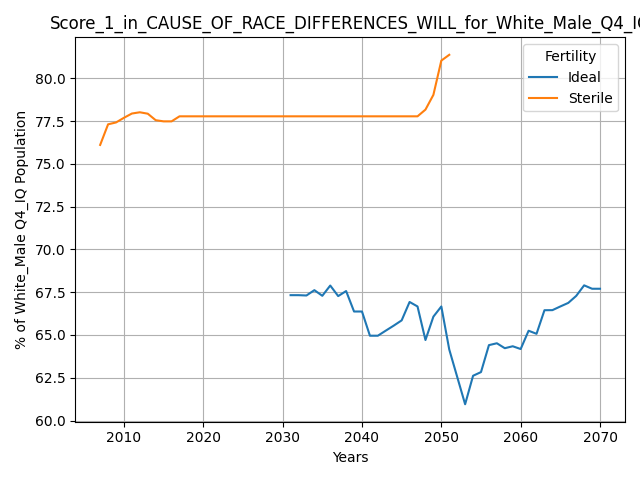 Score_1_in_CAUSE_OF_RACE_DIFFERENCES_WILL_for_White_Male_Q4_IQ
Fertility
Ideal
Sterile
% of White_Male Q4_IQ Population
80.0
77.5
75.0
72.5
70.0
67.5
65.0
62.5
60.0
2010
2020
2030
2040
2050
2060
2070
Years